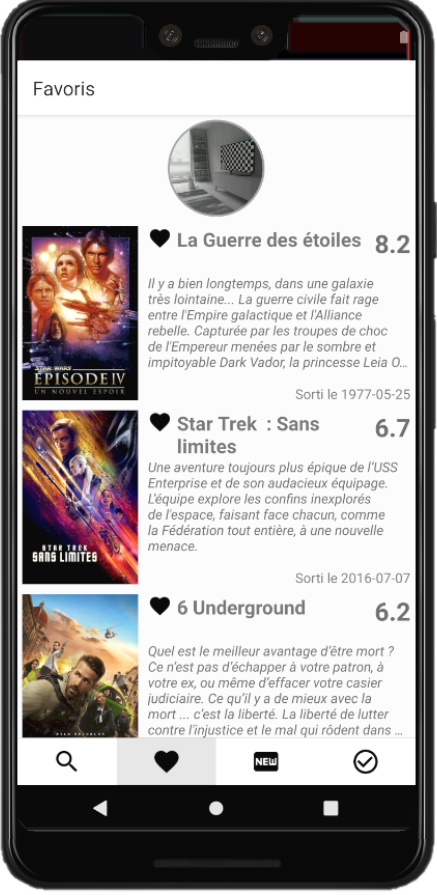 Favoris
La Guerre des étoiles
8.2
Il y a bien longtemps, dans une galaxie
très lointaine... La guerre civile fait rage
entre l'Empire galactique et l'Alliance
rebelle. Capturée par les troupes de choc
de l'Empereur menées par le sombre et
impitoyable Dark Vador, la princesse Leia O...
Sorti le 1977-05-25
STAR WARS
EPISODE IV
UN NOUVEL ESPOIR
Star Trek : Sans
limites
6.7
Une aventure toujours plus épique de l'USS
Enterprise et de son audacieux équipage.
L'équipe explore les confins inexplorés
de l'espace, faisant face chacun, comme
la Fédération tout entière, à une nouvelle
menace.
Sorti le 2016-07-07
STAR TREK
SANS LIMITES
6 Underground
6.2
Quel est le meilleur avantage d'être mort ?
Ce n'est pas d'échapper à votre patron, à
votre ex, ou même d'effacer votre casier
judiciaire. Ce qu'il y a de mieux avec la
mort ... c'est la liberté. La liberté de lutter
contre l'injustice et le mal qui rôdent dans ...
NEW